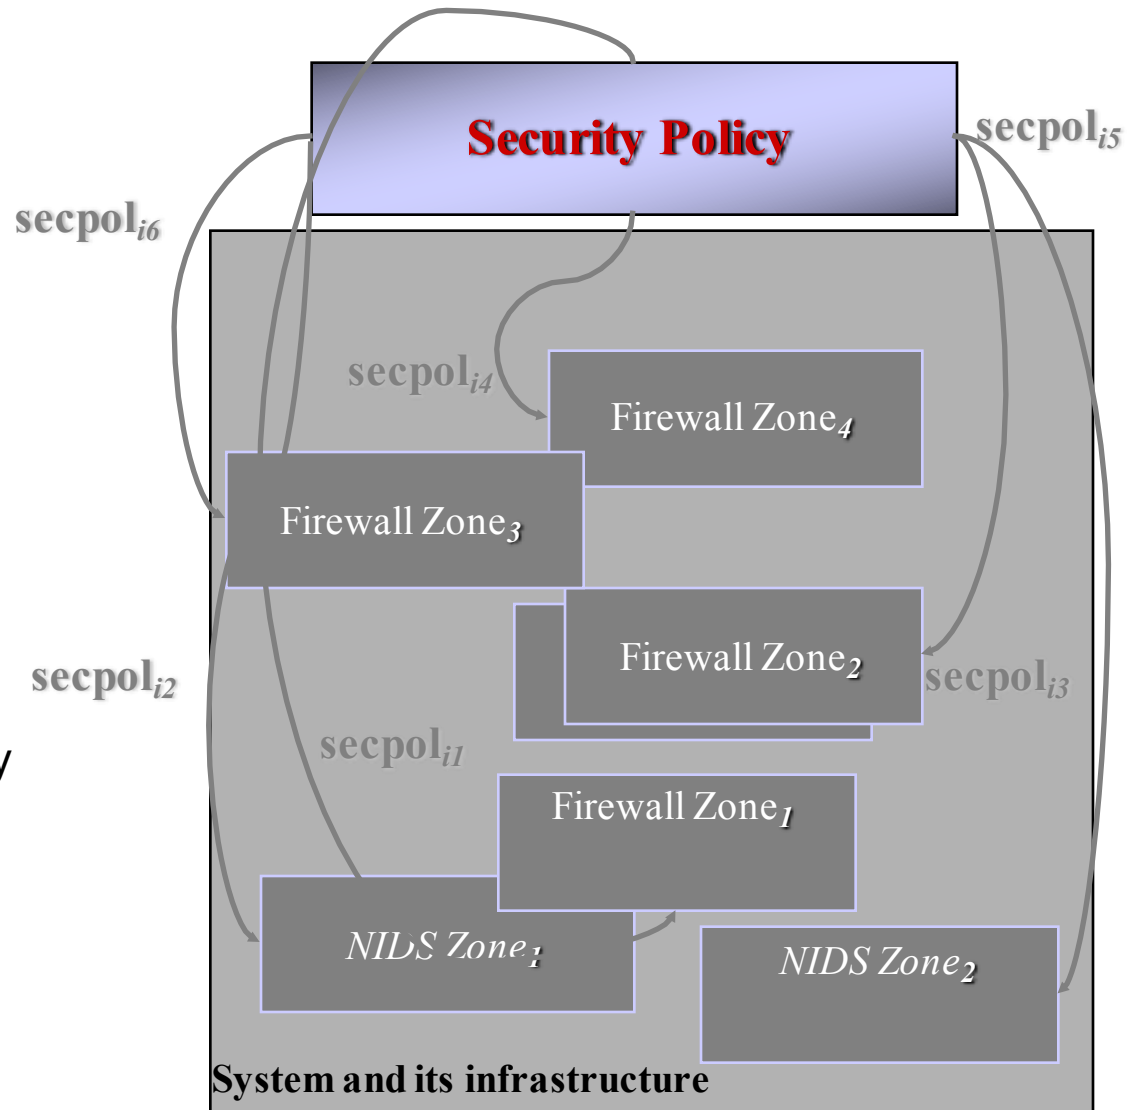 Security Policy
secpol_i5
secpol_i6
secpol_i4
Firewall Zone_4
Firewall Zone_3
Firewall Zone_2
secpol_i2
secpol_i3
y
secpol_i1
Firewall Zone_1
NIDS Zone_1
NIDS Zone_2
System and its infrastructure